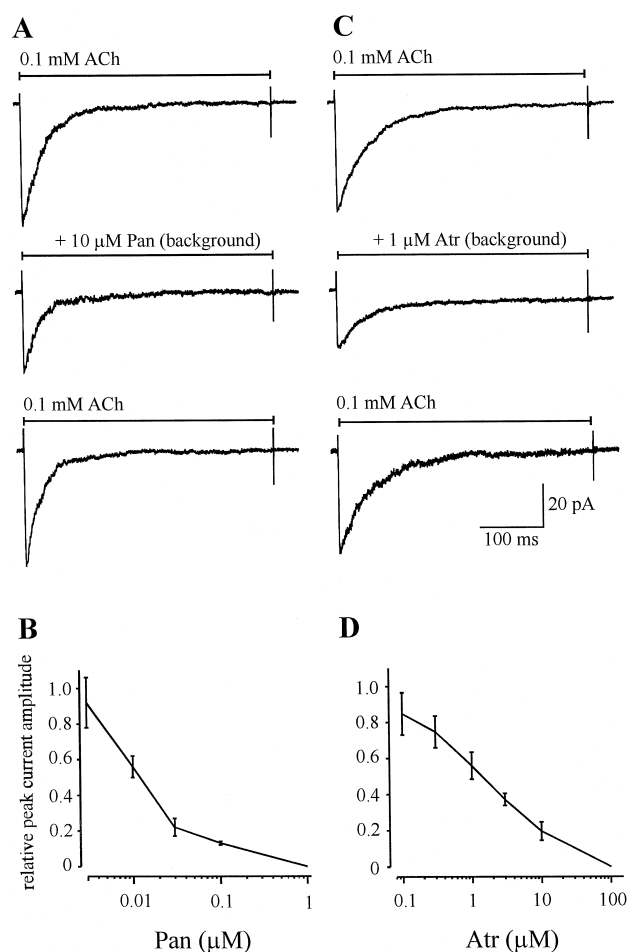 A
0.1 mM ACh
+ 10 μM Pan (background)
0.1 mM ACh
C
0.1 mM ACh
+ 1 μM Atr (background)
0.1 mM ACh
20 pA
100 ms
B
relative peak current amplitude
1.0
0.8
0.6
0.4
0.2
0
0.01
0.1
1
Pan (μM)
D
1.0
0.8
0.6
0.4
0.2
0
0.1
1
10
100
Atr (μM)